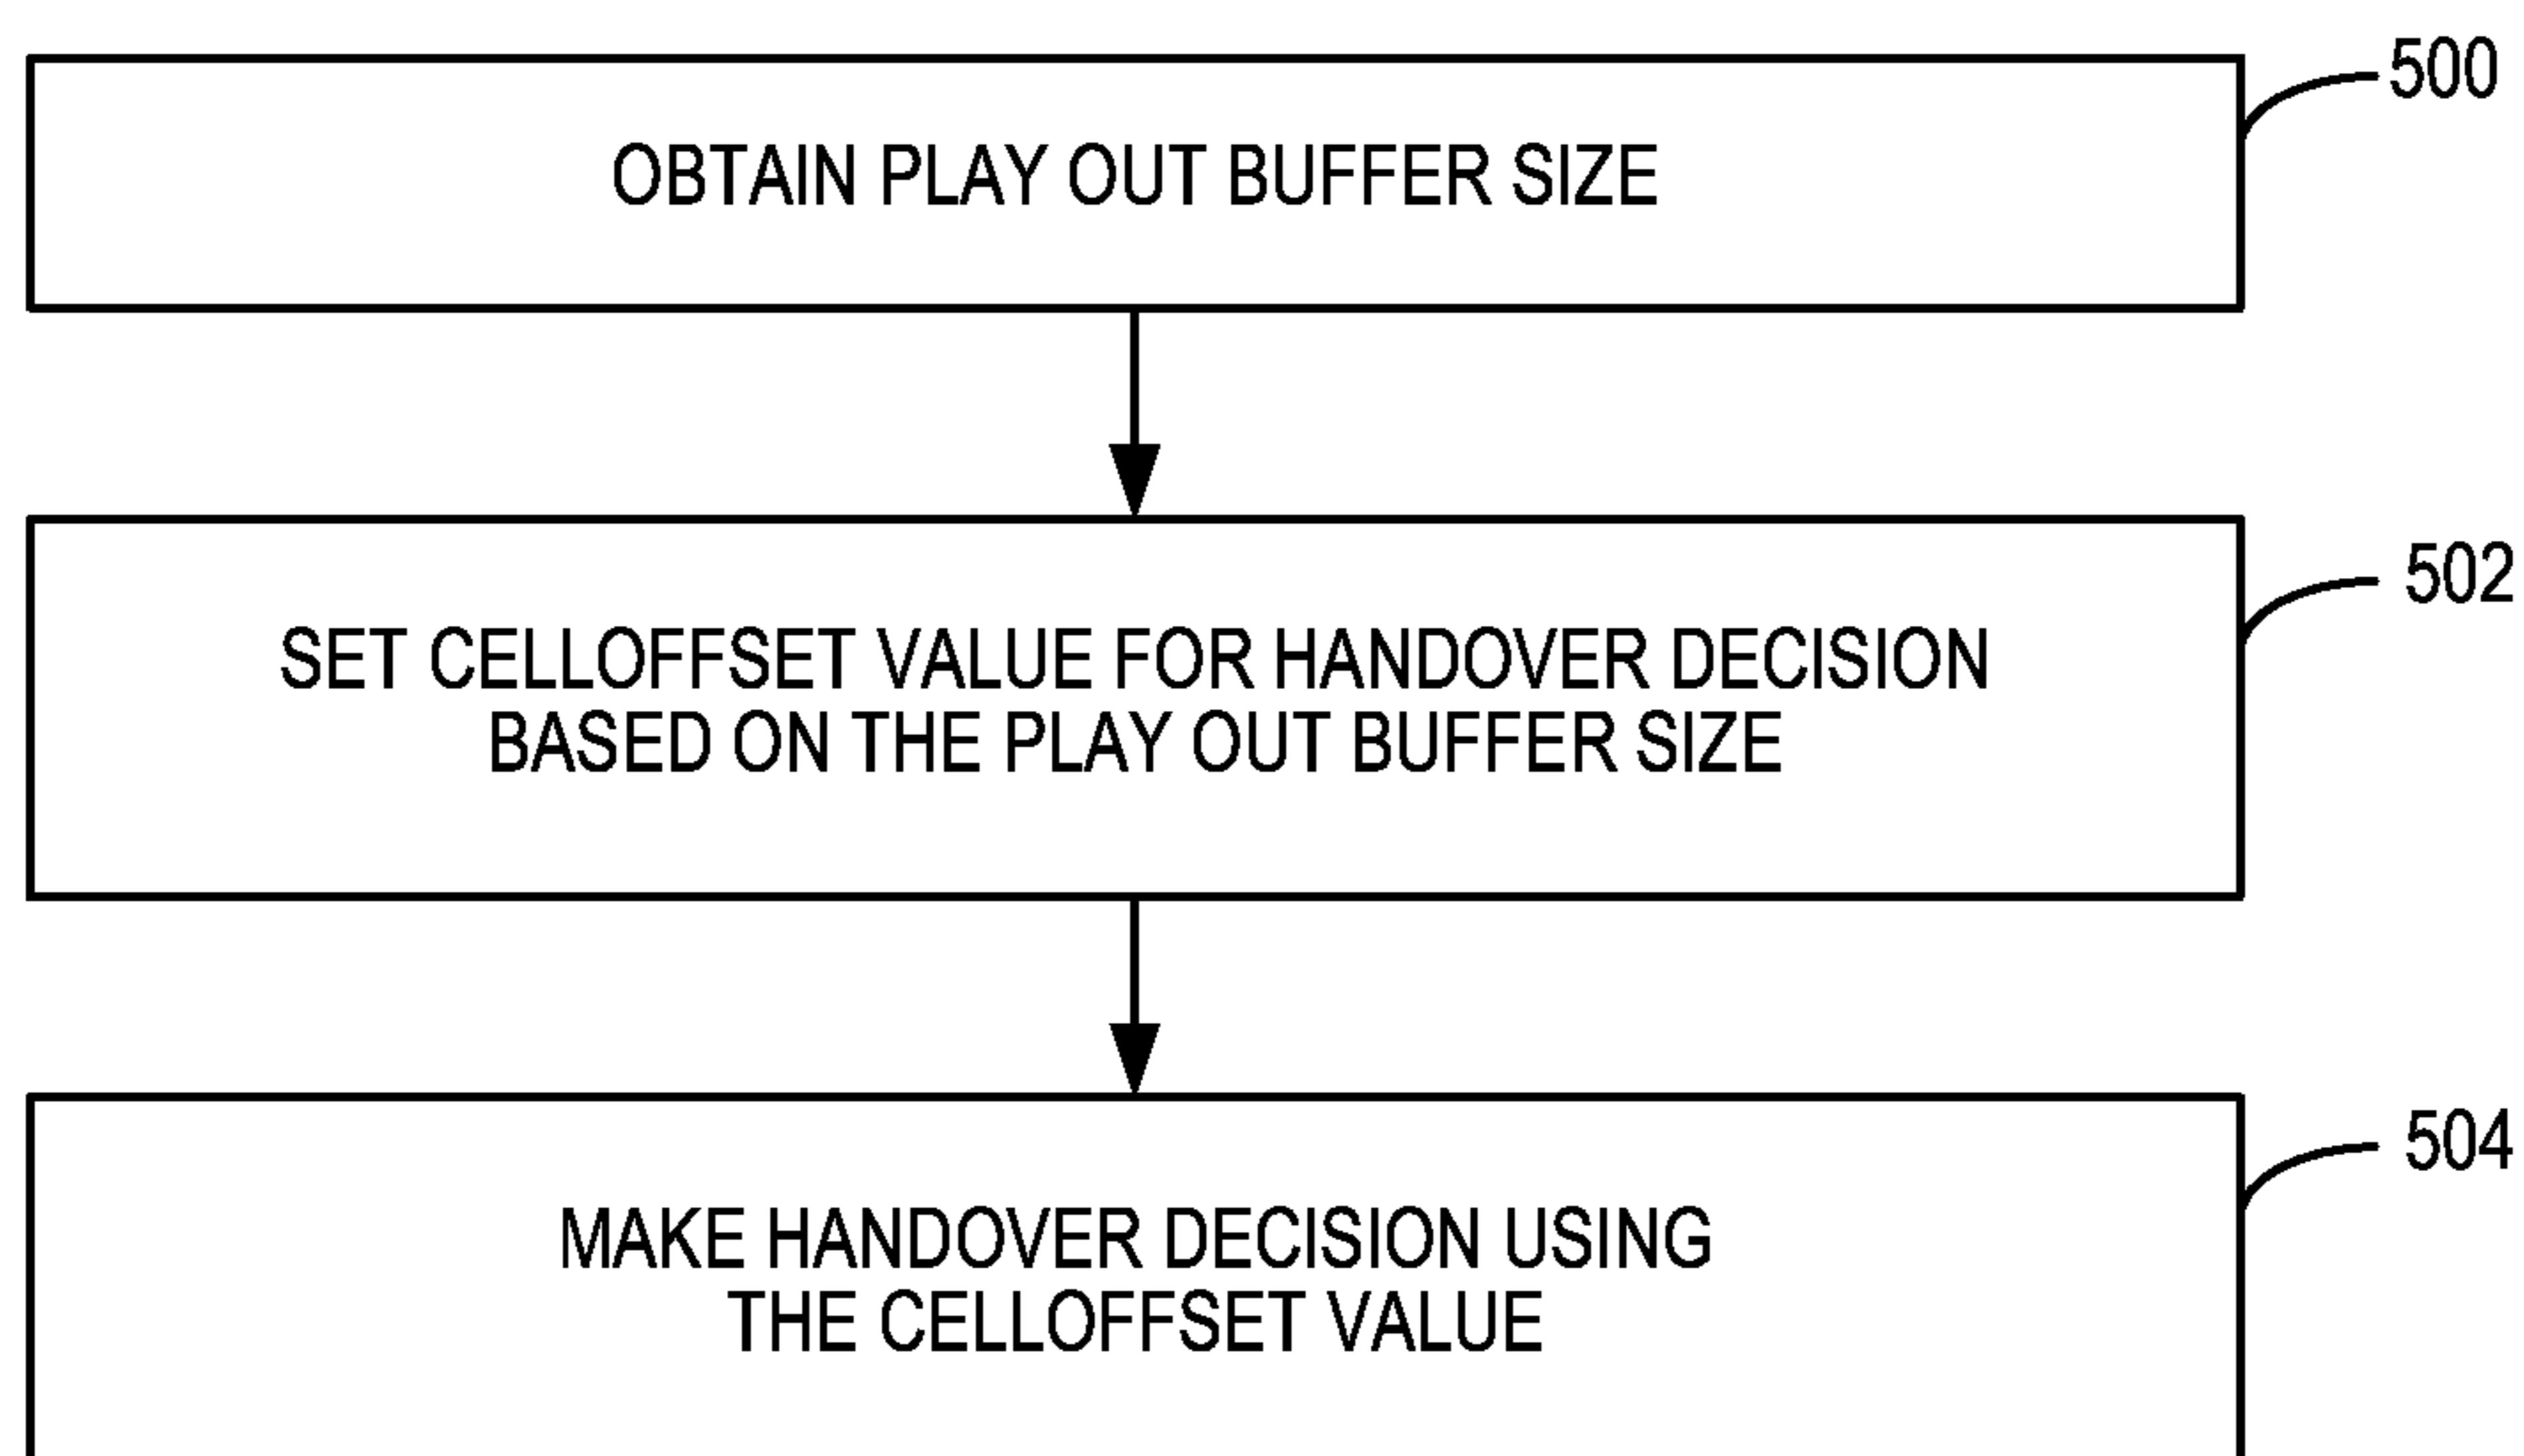 500
OBTAIN PLAY OUT BUFFER SIZE
502
SET CELLOFFSET VALUE FOR HANDOVER DECISION
BASED ON THE PLAY OUT BUFFER SIZE
504
MAKE HANDOVER DECISION USING
THE CELLOFFSET VALUE